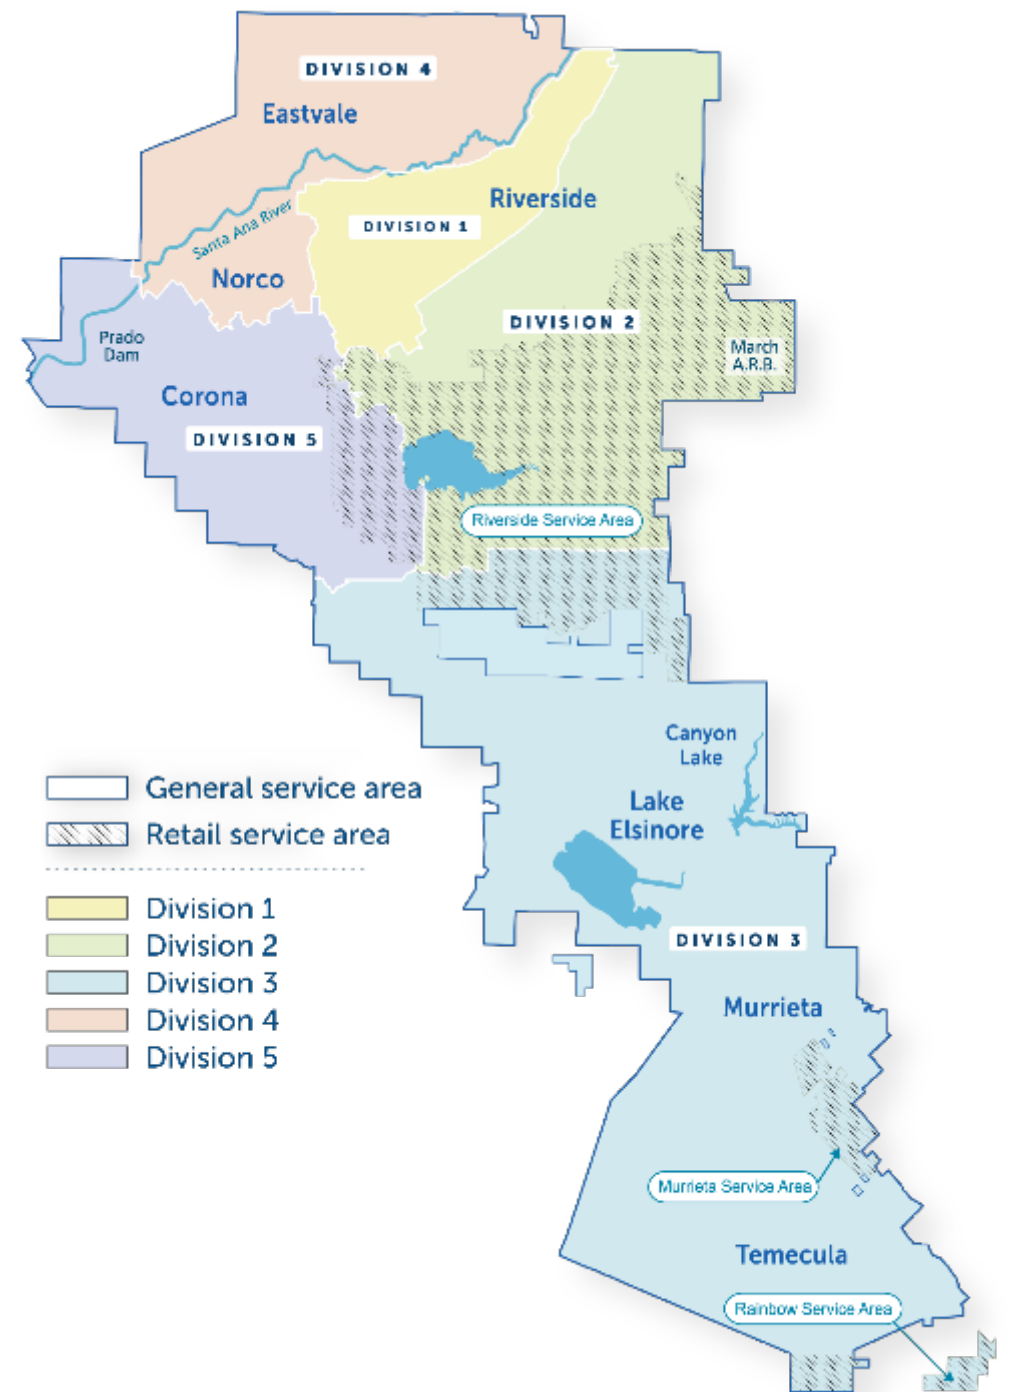 DIVISION 4
Eastvale
Riverside
Santa Ana River
DIVISION 1
Norco
DIVISION 2
Prado
Dam
March
A.R.B.
Corona
DIVISION 5
Riverside Service Area
Canyon
Lake
Lake
Elsinore
General service area
Retail service area
Division 1
Division 2
Division 3
Division 4
Division 5
DIVISION 3
Murrieta
Murrieta Service Area
Temecula
Rainbow Service Area